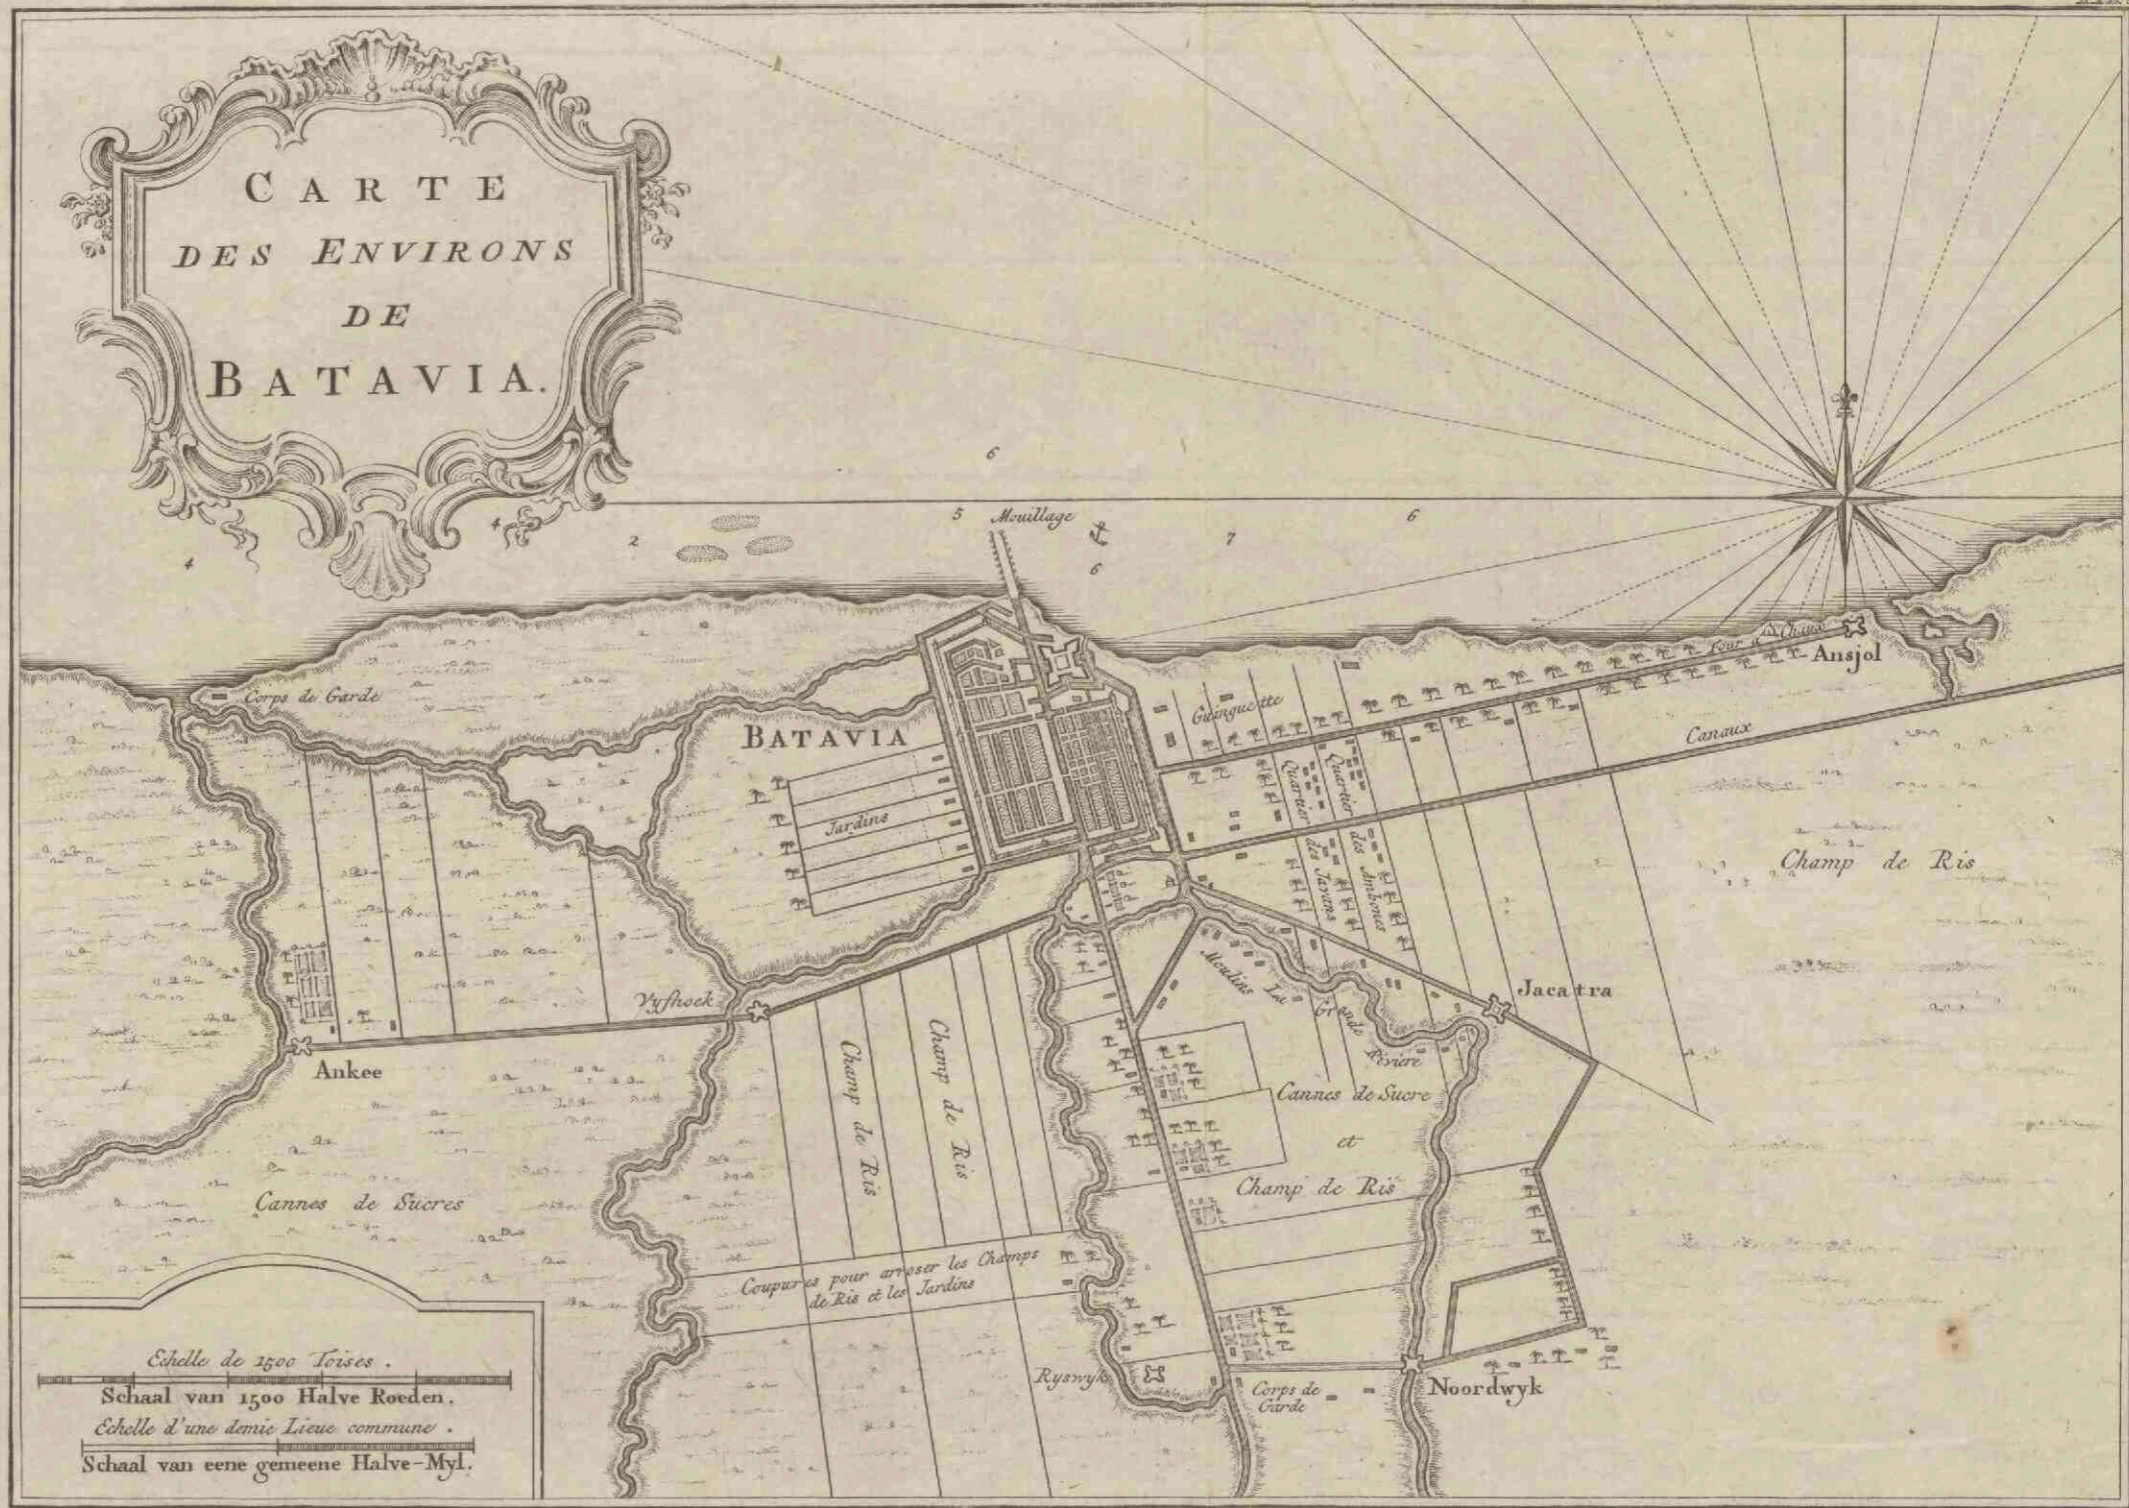 CARTE
DES ENVIRONS
DE
BATAVIA.
6
5 Mouillage
6
4
2
7
4
6
Corps de Garde
BATAVIA
Guinguette
Four à Chaux
Ansjol
Canaux
Jardins
Quartier des Javans
Quartier des Ambones
Champ de Ris
Vyfhoek
Ankee
Moulins
La Grande Riviere
Jacatra
Champ de Ris
Champ de Ris
Cannes de Sucre
et
Champ de Ris
Cannes de Sucres
Coupures pour arroser les Champs
de Ris et les Jardins
Ryswyk
Corps de
Garde
Noordwyk
Echelle de 1500 Toises.
Schaal van 1500 Halve Roeden.
Echelle d'une demie Lieue commune.
Schaal van eene gemeene Halve-Myl.